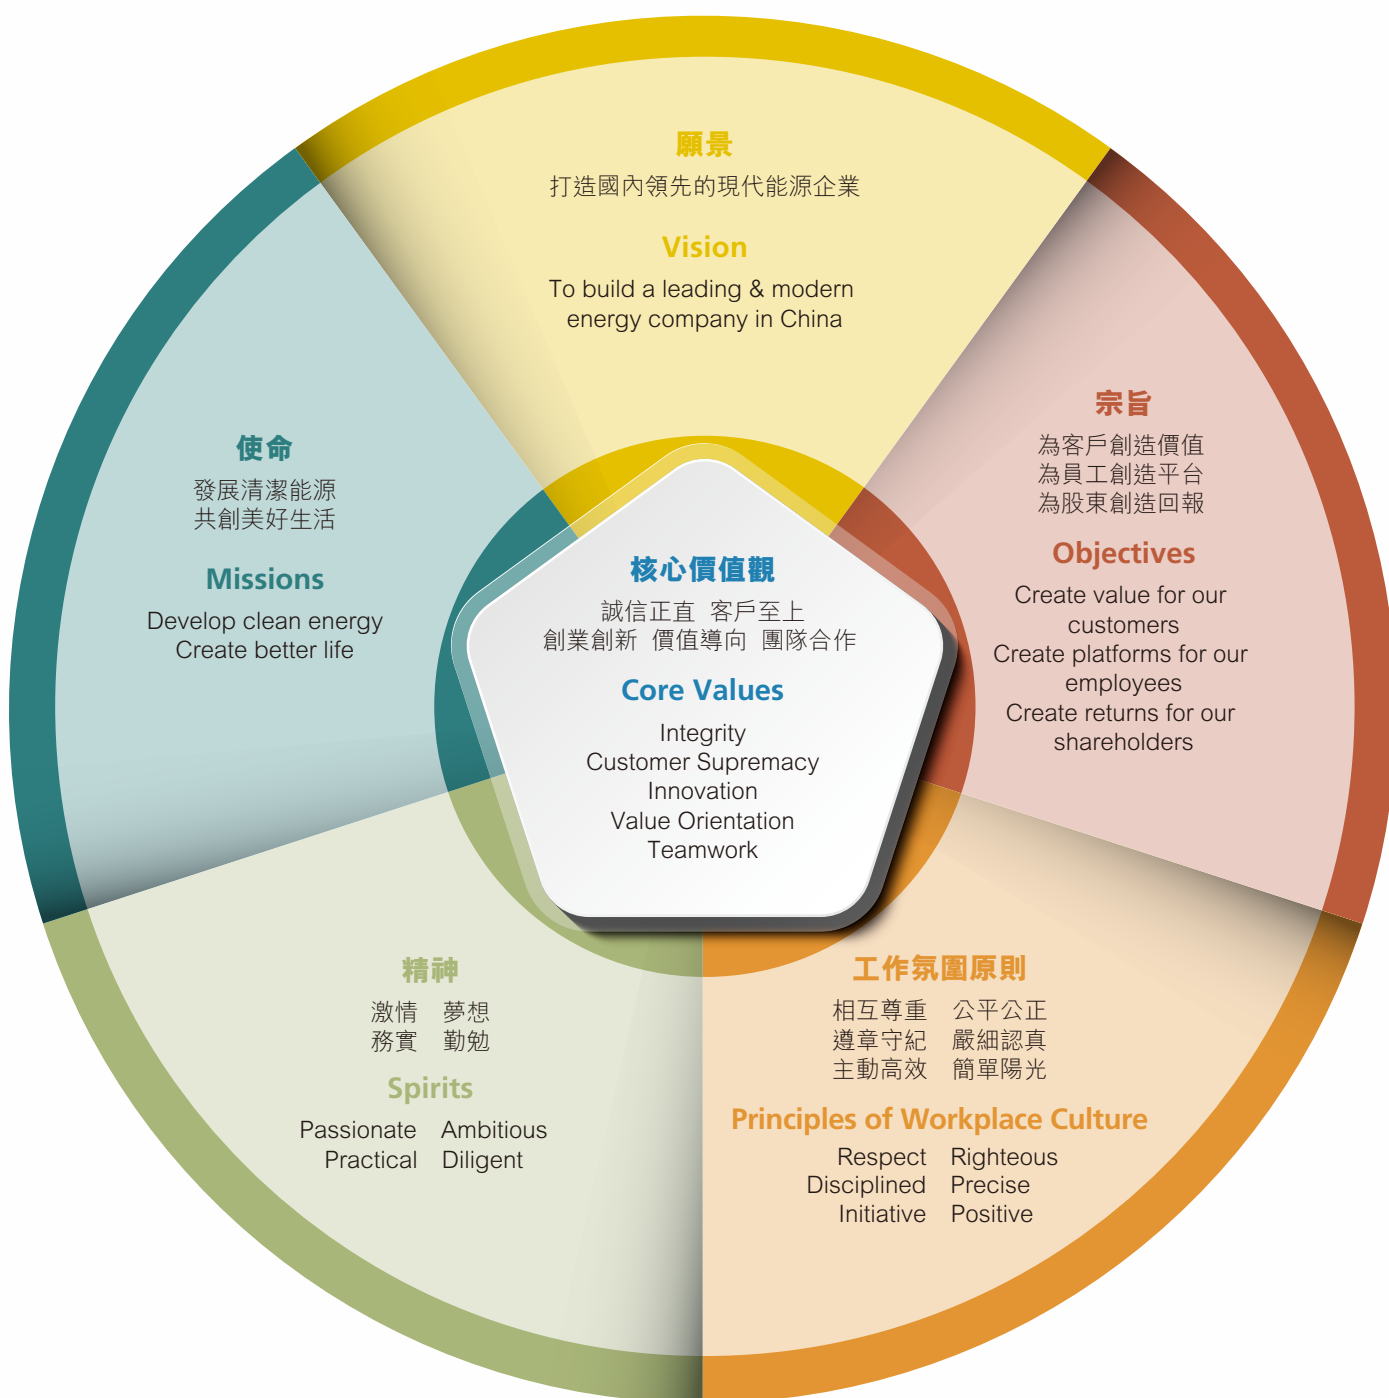 願景
打造國內領先的現代能源企業
Vision
To build a leading & modern
energy company in China
宗旨
為客戶創造價值
為員工創造平台
為股東創造回報
Objectives
Create value for our
customers
Create platforms for our
employees
Create returns for our
shareholders
使命
發展清潔能源
共創美好生活
Missions
Develop clean energy
Create better life
核心價值觀
誠信正直 客戶至上
創業創新 價值導向 團隊合作
Core Values
Integrity
Customer Supremacy
Innovation
Value Orientation
Teamwork
精神
激情 夢想
務實 勤勉
Spirits
Passionate Ambitious
Practical Diligent
工作氛圍原則
相互尊重 公平公正
遵章守紀 嚴細認真
主動高效 簡單陽光
Principles of Workplace Culture
Respect Righteous
Disciplined Precise
Initiative Positive